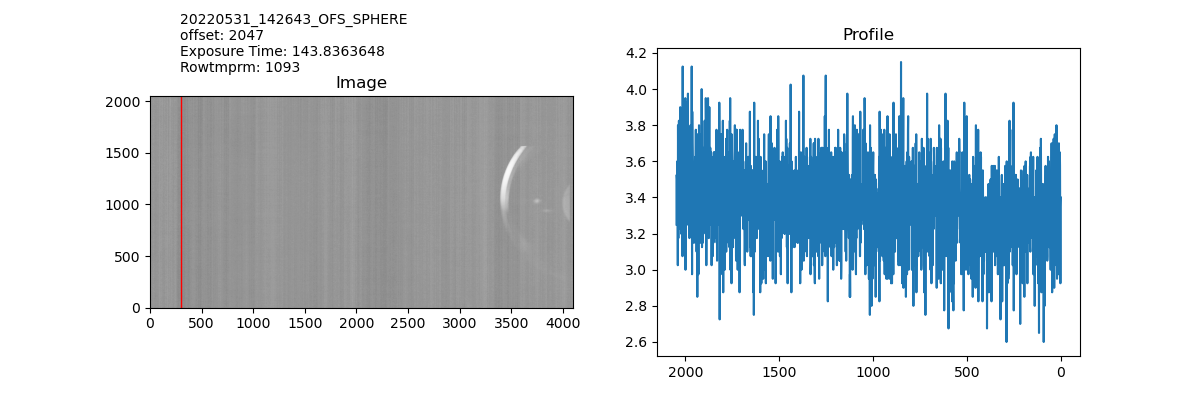 20220531_142643_OFS_SPHERE
offset: 2047
Exposure Time: 143.8363648
Rowtmprm: 1093
Image
2000
1500
1000
500
0
0 500 1000 1500 2000 2500 3000 3500 4000
Profile
4.2
4.0
3.8
3.6
3.4
3.2
3.0
2.8
2.6
2000 1500 1000 500 0